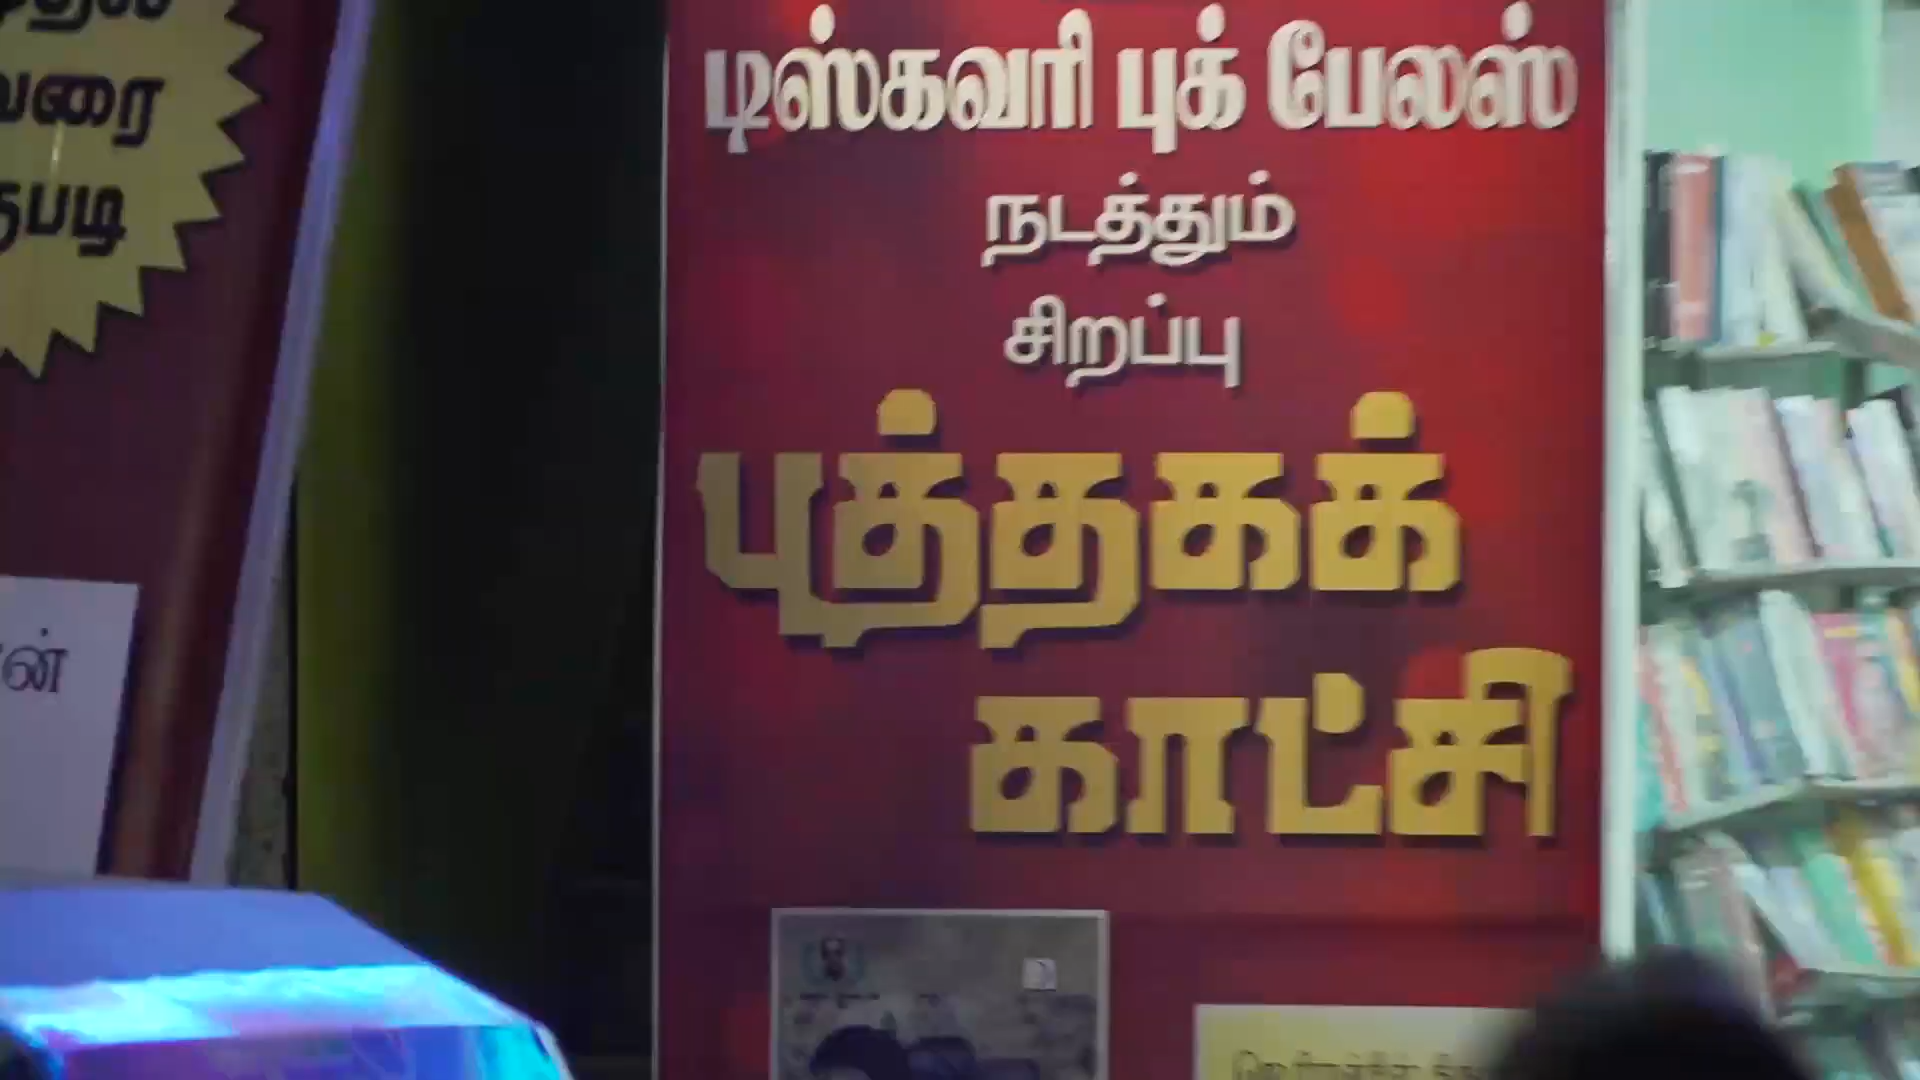 வரை
டிஸ்கவரி புக் பேலஸ்
நடத்தும்
சிறப்பு
புத்தகக்
காட்சி